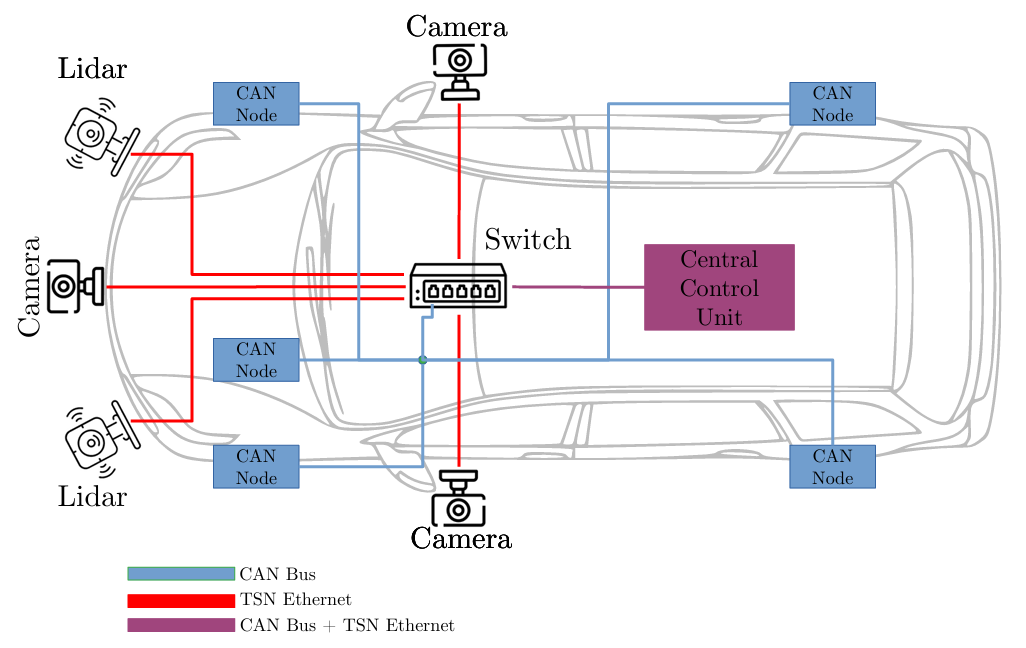 Camera
Lidar
CAN
Node
CAN
Node
Camera
Switch
Central
Control
Unit
CAN
Node
CAN
Node
CAN
Node
Lidar
Camera
CAN Bus
TSN Ethernet
CAN Bus + TSN Ethernet